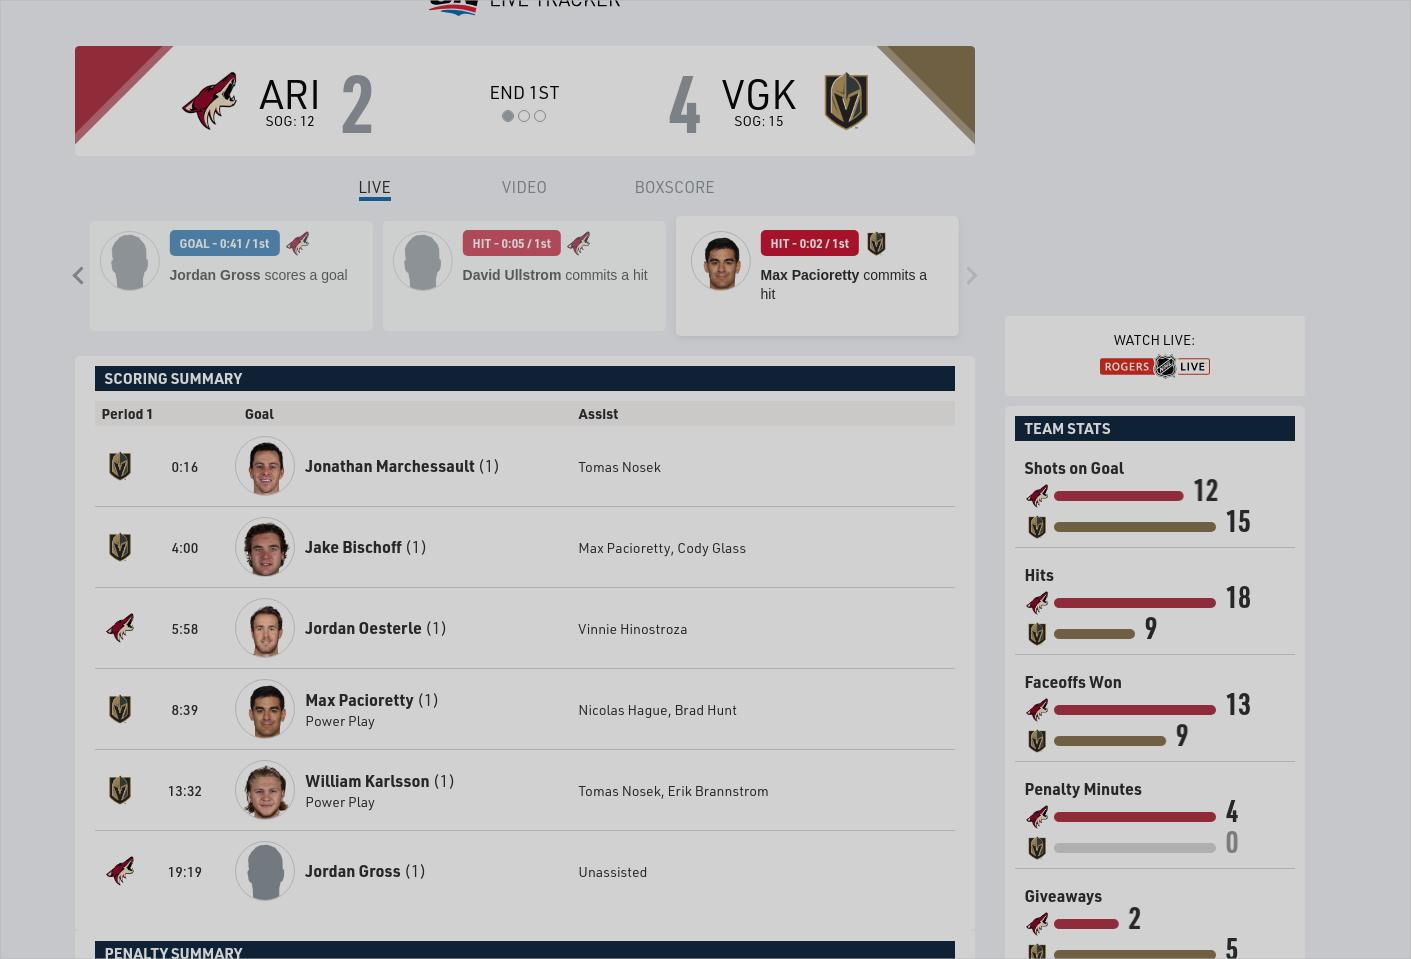 LIVE TRACKER
ARI
SOG: 12
2
END 1ST
4
VGK
SOG: 15
LIVE
VIDEO
BOXSCORE
GOAL - 0:41 / 1st
Jordan Gross scores a goal
HIT - 0:05 / 1st
David Ullstrom commits a hit
HIT - 0:02 / 1st
Max Pacioretty commits a
hit
SCORING SUMMARY
Period 1 Goal Assist
0:16 Jonathan Marchessault (1) Tomas Nosek
4:00 Jake Bischoff (1) Max Pacioretty, Cody Glass
5:58 Jordan Oesterle (1) Vinnie Hinostroza
8:39 Max Pacioretty (1) Nicolas Hague, Brad Hunt
Power Play
13:32 William Karlsson (1) Tomas Nosek, Erik Brannstrom
Power Play
19:19 Jordan Gross (1) Unassisted
PENALTY SUMMARY
WATCH LIVE:
ROGERS NHL LIVE
TEAM STATS
Shots on Goal
12
15
Hits
18
9
Faceoffs Won
13
9
Penalty Minutes
4
0
Giveaways
2
5